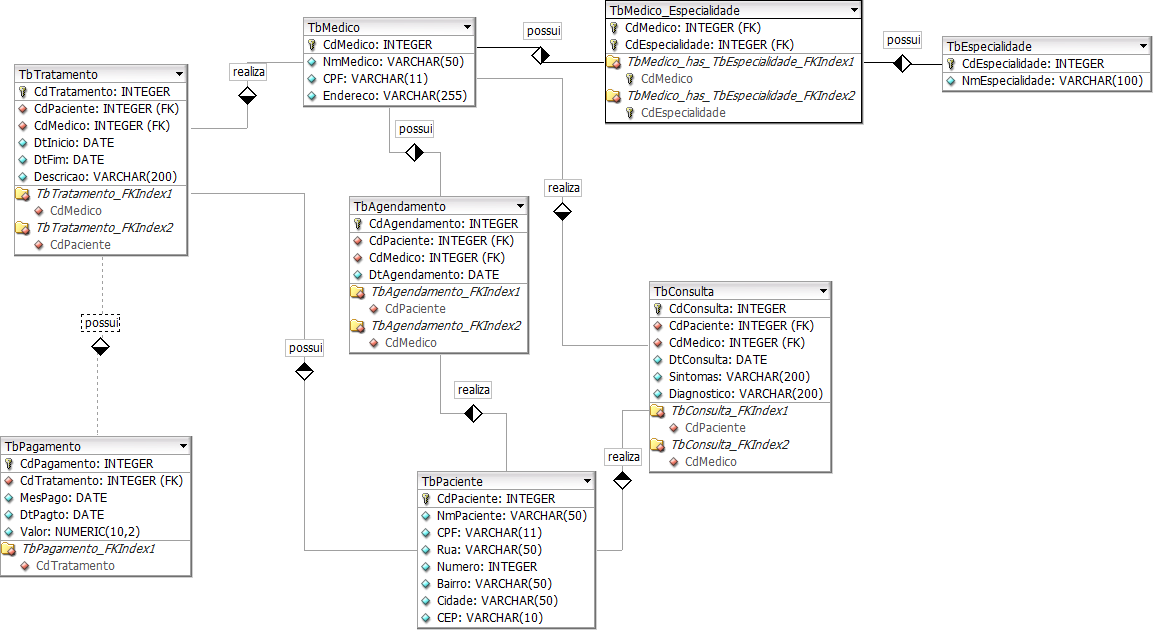 TbMedico
CdMedico: INTEGER
NmMedico: VARCHAR(50)
CPF: VARCHAR(11)
Endereco: VARCHAR(255)
possui
TbMedico_Especialidade
CdMedico: INTEGER (FK)
CdEspecialidade: INTEGER (FK)
TbMedico_has_TbEspecialidade_FKIndex1
CdMedico
TbMedico_has_TbEspecialidade_FKIndex2
CdEspecialidade
possui
TbEspecialidade
CdEspecialidade: INTEGER
NmEspecialidade: VARCHAR(100)
TbTratamento
CdTratamento: INTEGER
CdPaciente: INTEGER (FK)
CdMedico: INTEGER (FK)
DtInicio: DATE
DtFim: DATE
Descricao: VARCHAR(200)
TbTratamento_FKIndex1
CdMedico
TbTratamento_FKIndex2
CdPaciente
realiza
possui
realiza
TbAgendamento
CdAgendamento: INTEGER
CdPaciente: INTEGER (FK)
CdMedico: INTEGER (FK)
DtAgendamento: DATE
TbAgendamento_FKIndex1
CdPaciente
TbAgendamento_FKIndex2
CdMedico
TbConsulta
CdConsulta: INTEGER
CdPaciente: INTEGER (FK)
CdMedico: INTEGER (FK)
DtConsulta: DATE
Sintomas: VARCHAR(200)
Diagnostico: VARCHAR(200)
TbConsulta_FKIndex1
CdPaciente
TbConsulta_FKIndex2
CdMedico
possui
possui
realiza
realiza
TbPagamento
CdPagamento: INTEGER
CdTratamento: INTEGER (FK)
MesPago: DATE
DtPagto: DATE
Valor: NUMERIC(10,2)
TbPagamento_FKIndex1
CdTratamento
TbPaciente
CdPaciente: INTEGER
NmPaciente: VARCHAR(50)
CPF: VARCHAR(11)
Rua: VARCHAR(50)
Numero: INTEGER
Bairro: VARCHAR(50)
Cidade: VARCHAR(50)
CEP: VARCHAR(10)